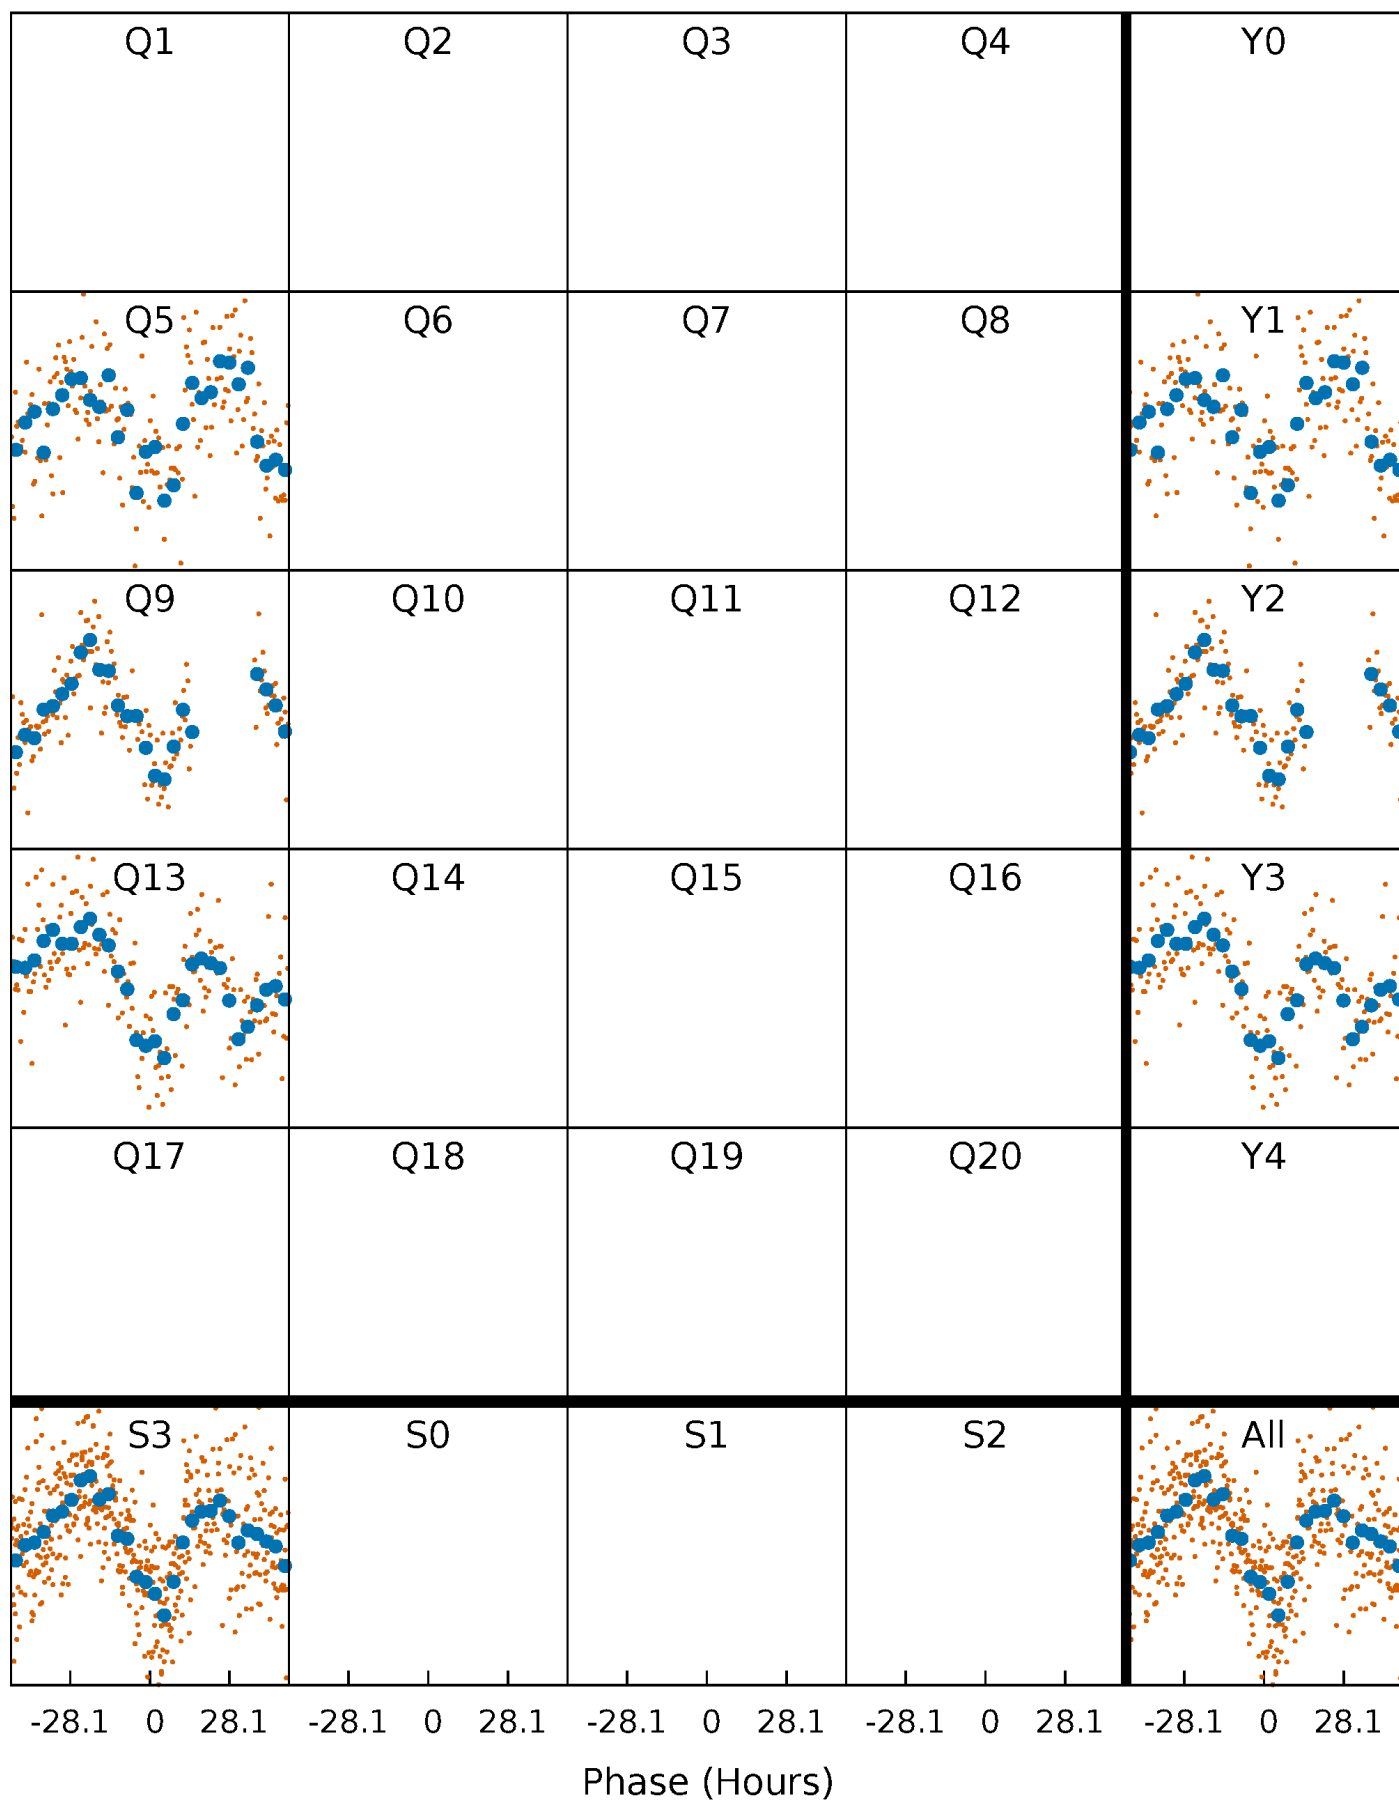 Q1 Q2 Q3 Q4 Y0
Q5 Q6 Q7 Q8 Y1
Q9 Q10 Q11 Q12 Y2
Q13 Q14 Q15 Q16 Y3
Q17 Q18 Q19 Q20 Y4
S3 S0 S1 S2 All
-28.1 0 28.1 -28.1 0 28.1 -28.1 0 28.1 -28.1 0 28.1 -28.1 0 28.1
Phase (Hours)